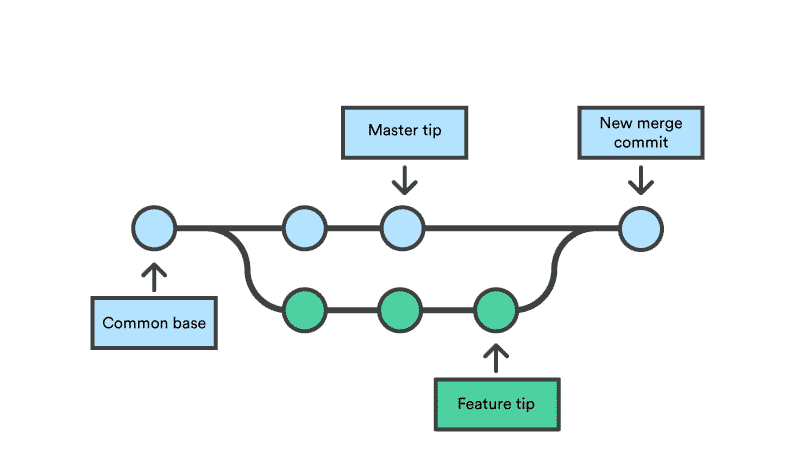 Master tip
New merge
commit
Common base
Feature tip